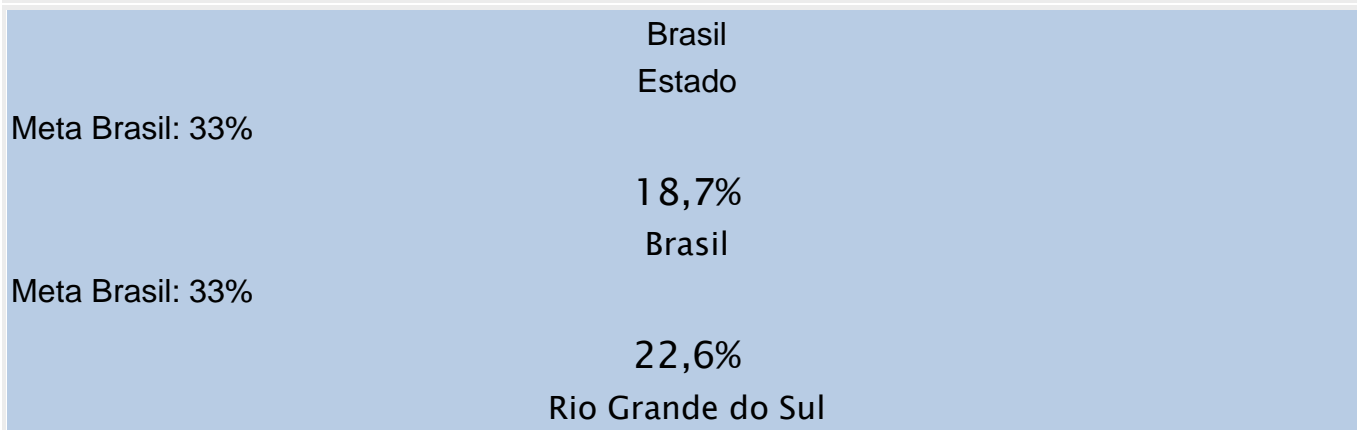 Brasil
Estado
Meta Brasil: 33%
18,7%
Brasil
Meta Brasil: 33%
22,6%
Rio Grande do Sul